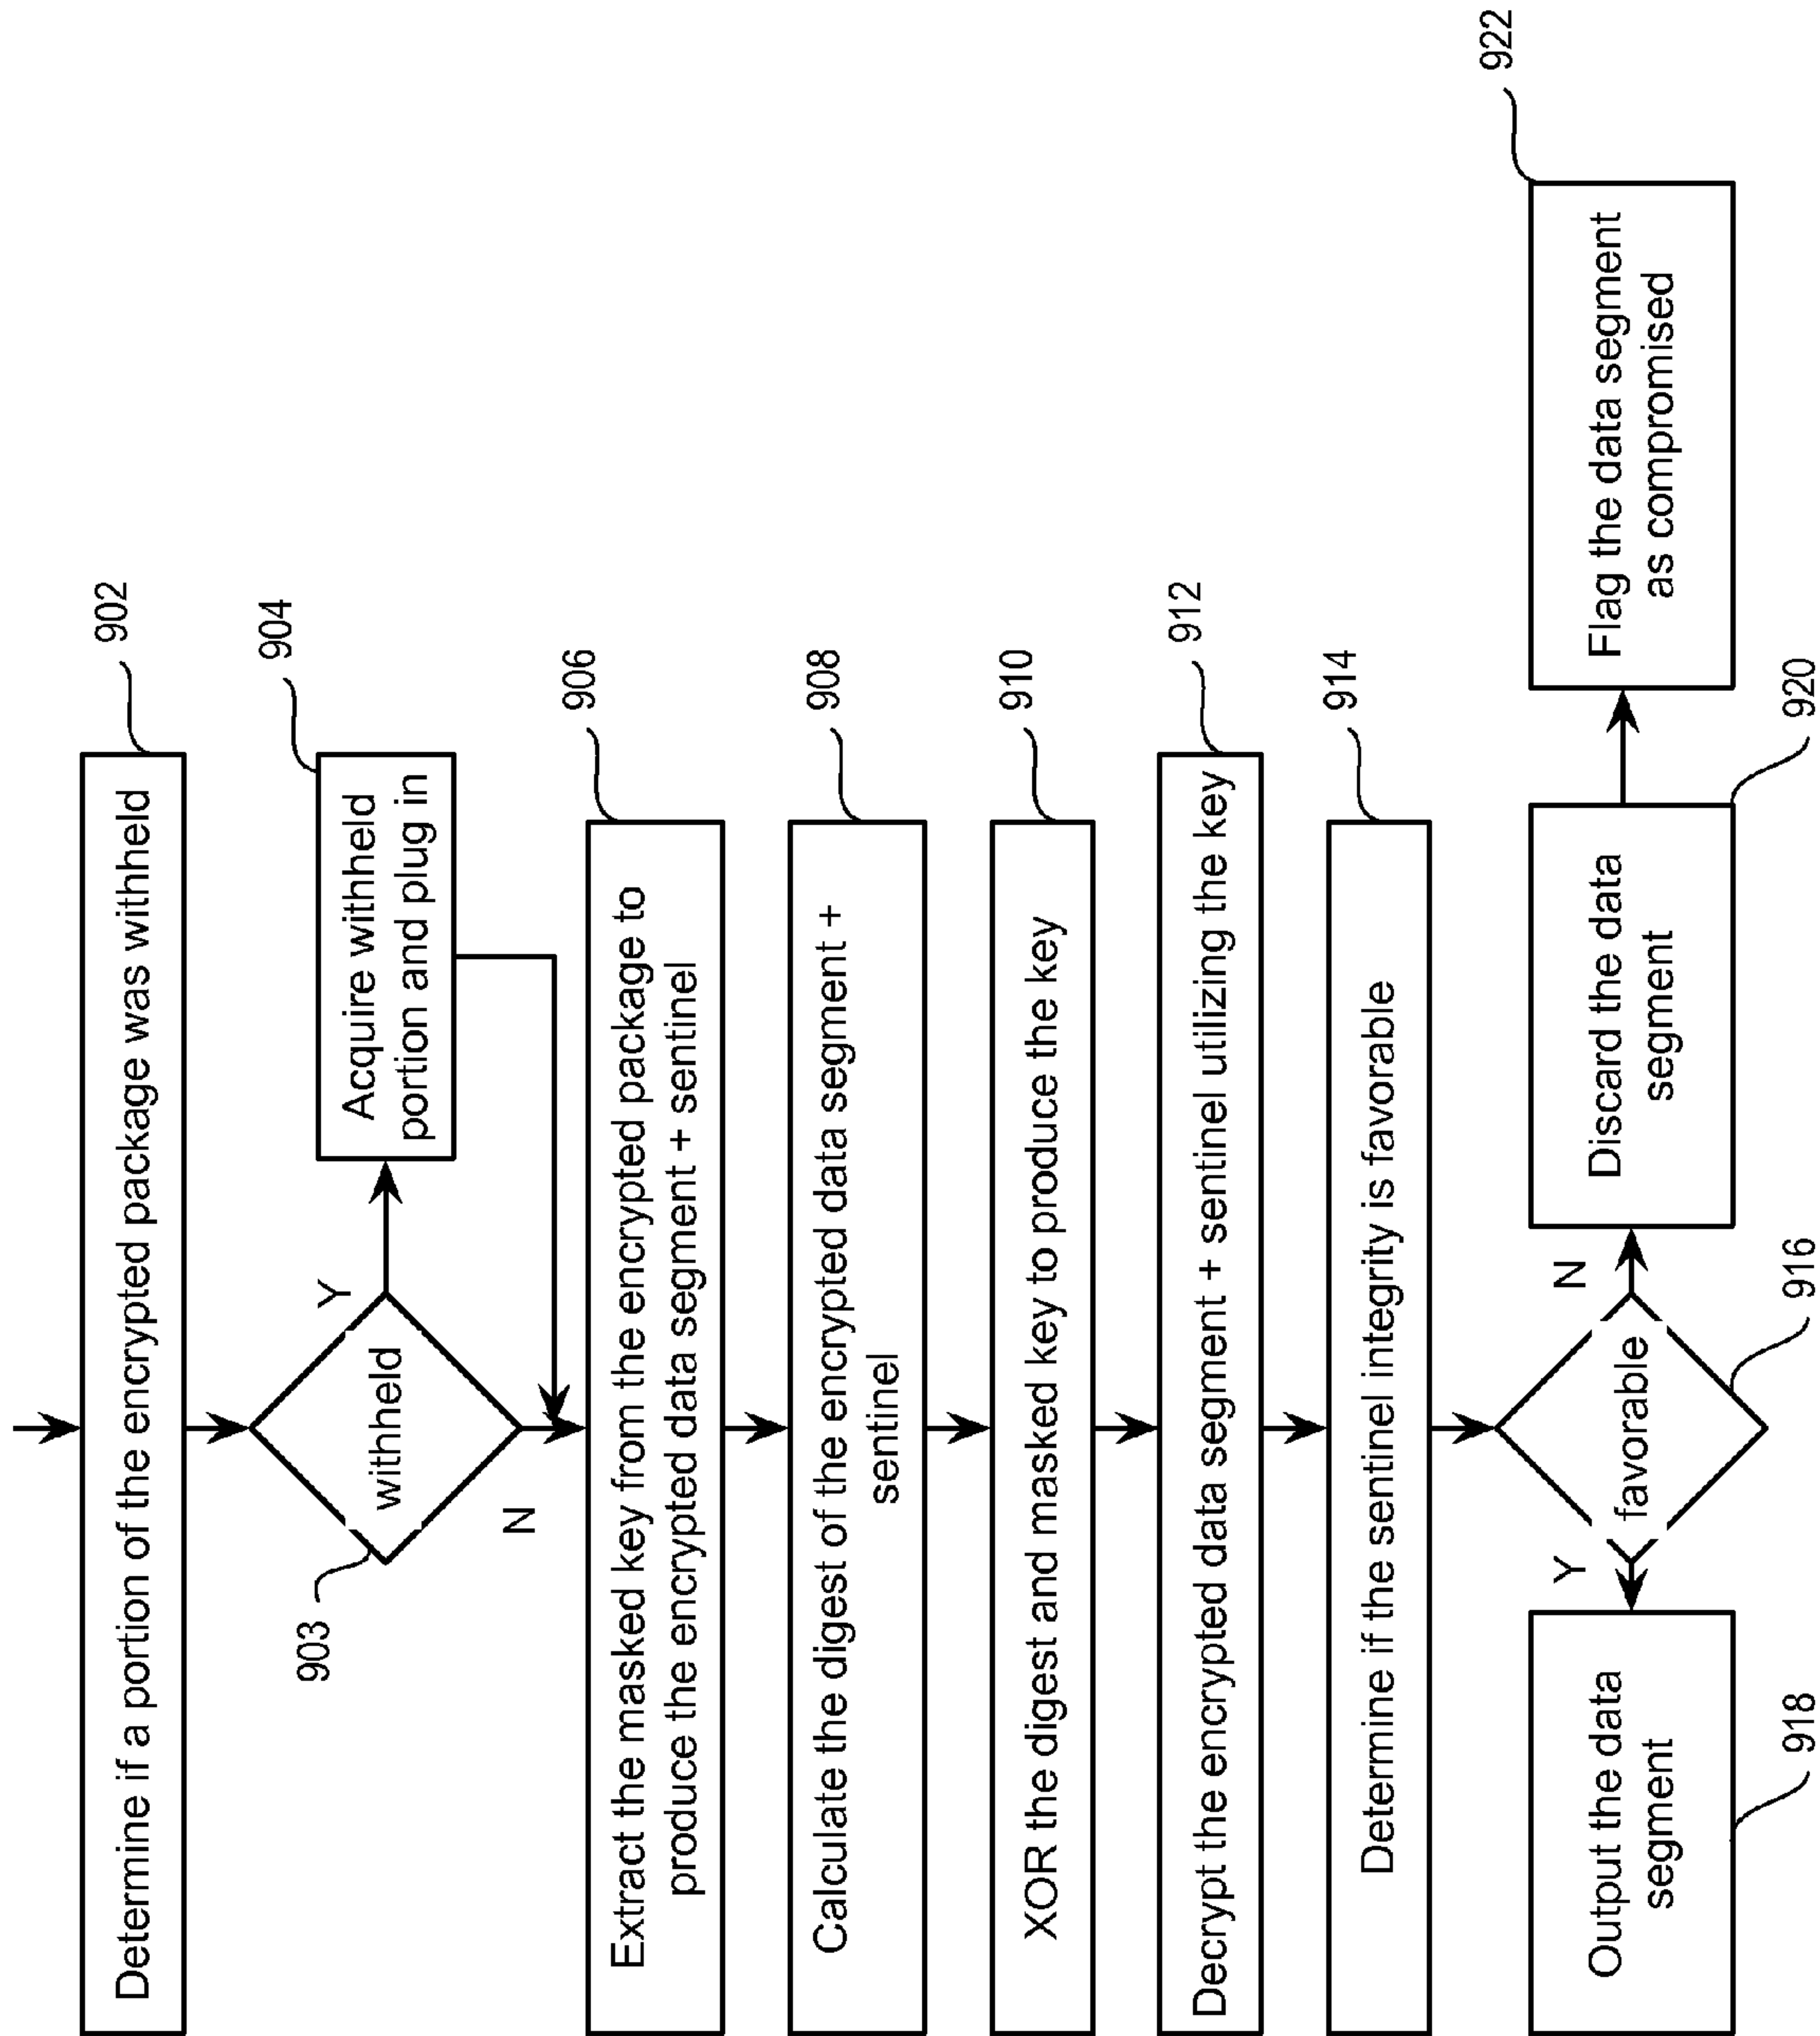 Determine if a portion of the encrypted package was withheld
902
withheld
903
Y
N
Acquire withheld
portion and plug in
904
Extract the masked key from the encrypted package to
produce the encrypted data segment + sentinel
906
Calculate the digest of the encrypted data segment +
sentinel
908
XOR the digest and masked key to produce the key
910
Decrypt the encrypted data segment + sentinel utilizing the key
912
Determine if the sentinel integrity is favorable
914
favorable
916
Y
N
Output the data
segment
918
Discard the data
segment
920
Flag the data segment
as compromised
922